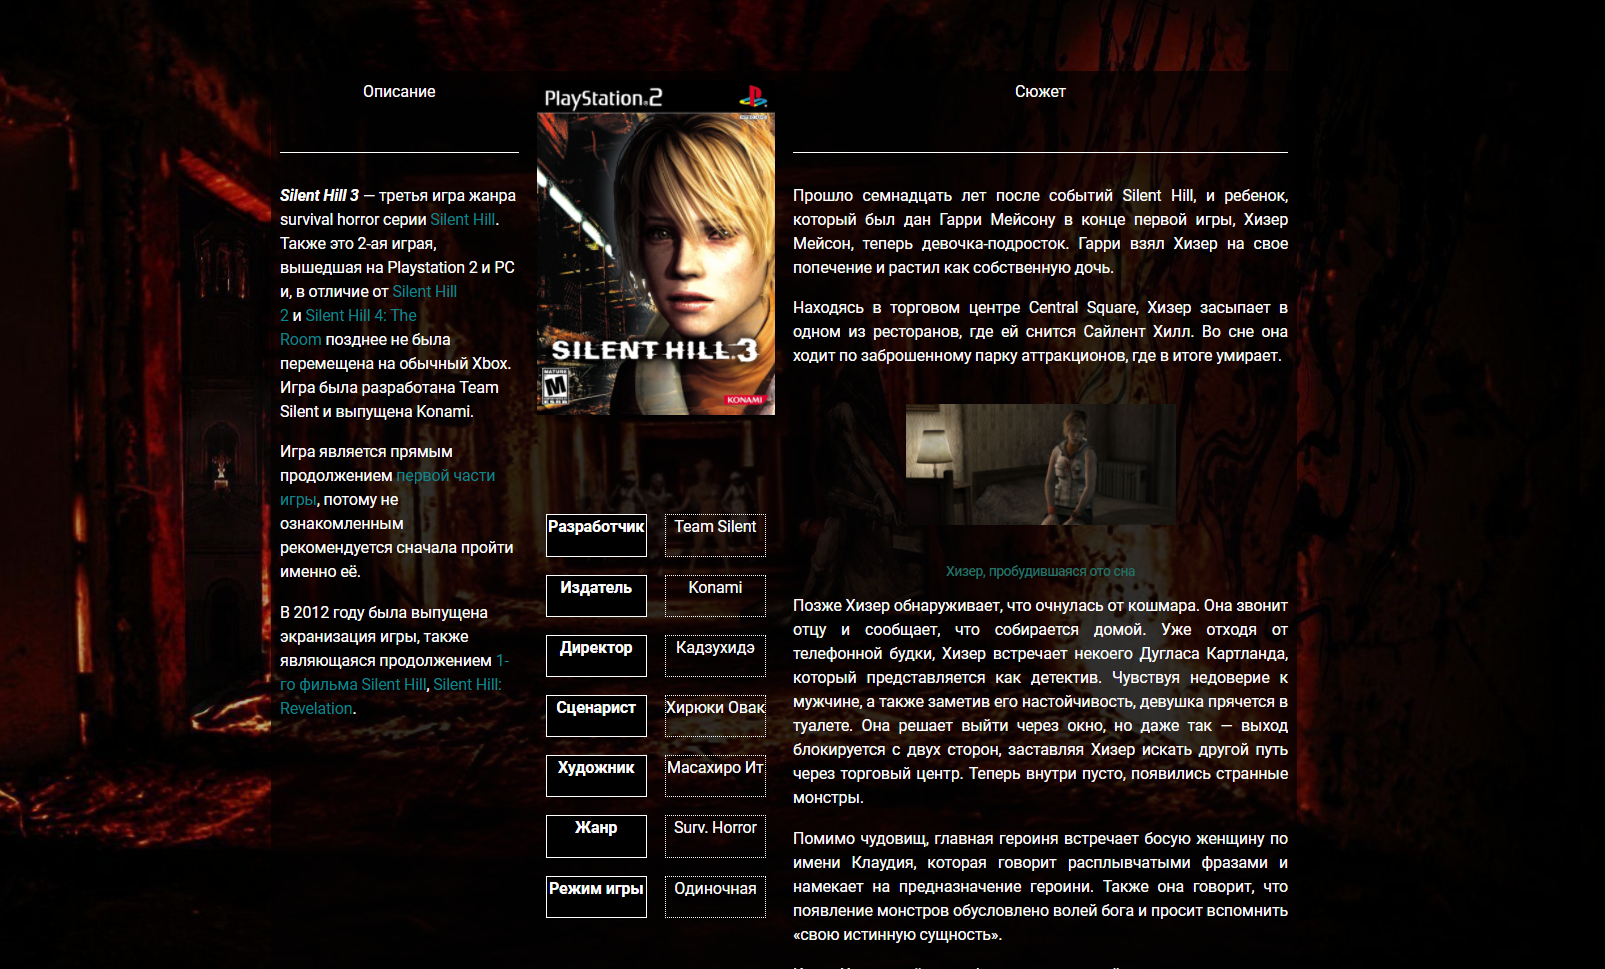 Описание
Silent Hill 3 — третья игра жанра
survival horror серии Silent Hill.
Также это 2-ая играя,
вышедшая на Playstation 2 и PC
и, в отличие от Silent Hill
2 и Silent Hill 4: The
Room позднее не была
перемещена на обычный Xbox.
Игра была разработана Team
Silent и выпущена Konami.
Игра является прямым
продолжением первой части
игры, потому не
ознакомленным
рекомендуется сначала пройти
именно её.
В 2012 году была выпущена
экранизация игры, также
являющаяся продолжением 1-
го фильма Silent Hill, Silent Hill:
Revelation.
PlayStation.2
SILENT HILL.3
MATURE
M
ESRB
KONAMI
Разработчик Team Silent
Издатель Konami
Директор Кадзухидэ
Сценарист Хирюки Овак
Художник Масахиро Ит
Жанр Surv. Horror
Режим игры Одиночная
Сюжет
Прошло семнадцать лет после событий Silent Hill, и ребенок,
который был дан Гарри Мейсону в конце первой игры, Хизер
Мейсон, теперь девочка-подросток. Гарри взял Хизер на свое
попечение и растил как собственную дочь.
Находясь в торговом центре Central Square, Хизер засыпает в
одном из ресторанов, где ей снится Сайлент Хилл. Во сне она
ходит по заброшенному парку аттракционов, где в итоге умирает.
Хизер, пробудившаяся ото сна
Позже Хизер обнаруживает, что очнулась от кошмара. Она звонит
отцу и сообщает, что собирается домой. Уже отходя от
телефонной будки, Хизер встречает некоего Дугласа Картланда,
который представляется как детектив. Чувствуя недоверие к
мужчине, а также заметив его настойчивость, девушка прячется в
туалете. Она решает выйти через окно, но даже так — выход
блокируется с двух сторон, заставляя Хизер искать другой путь
через торговый центр. Теперь внутри пусто, появились странные
монстры.
Помимо чудовищ, главная героиня встречает босую женщину по
имени Клаудия, которая говорит расплывчатыми фразами и
намекает на предназначение героини. Также она говорит, что
появление монстров обусловлено волей бога и просит вспомнить
«свою истинную сущность».